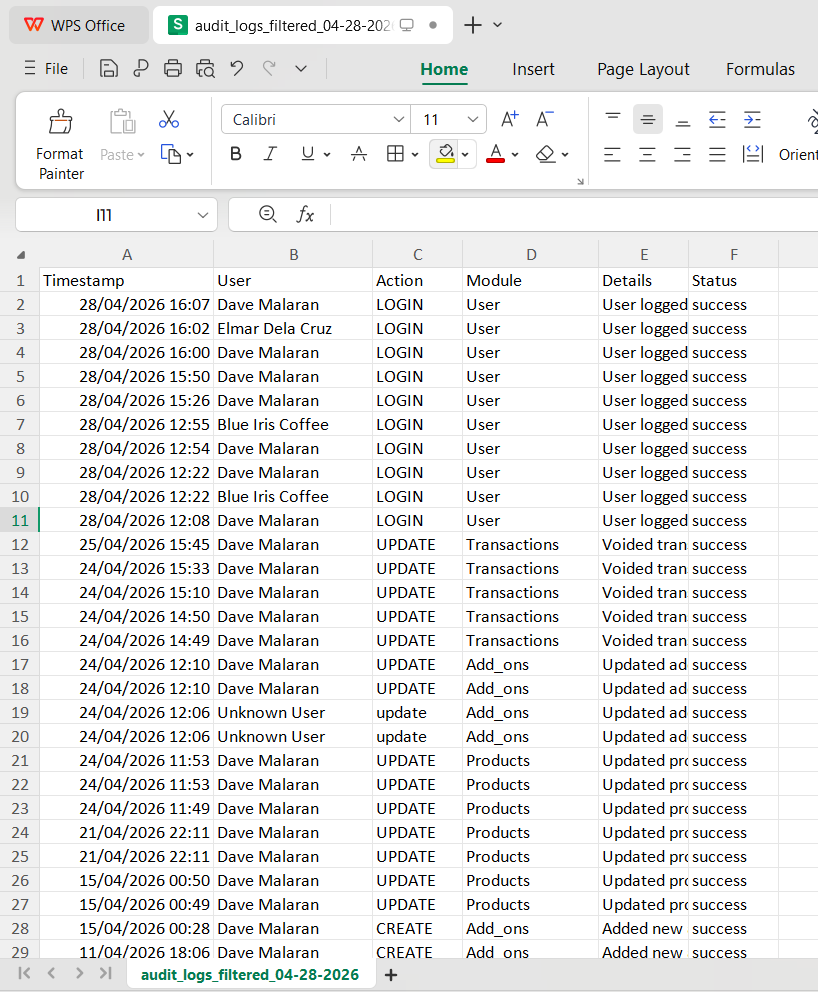 WPS Office audit_logs_filtered_04-28-202
File Home Insert Page Layout Formulas
Calibri 11
Format Painter Paste Orient
I11 fx
A B C D E F
1 Timestamp User Action Module Details Status
2 28/04/2026 16:07 Dave Malaran LOGIN User User logged success
3 28/04/2026 16:02 Elmar Dela Cruz LOGIN User User logged success
4 28/04/2026 16:00 Dave Malaran LOGIN User User logged success
5 28/04/2026 15:50 Dave Malaran LOGIN User User logged success
6 28/04/2026 15:26 Dave Malaran LOGIN User User logged success
7 28/04/2026 12:55 Blue Iris Coffee LOGIN User User logged success
8 28/04/2026 12:54 Dave Malaran LOGIN User User logged success
9 28/04/2026 12:22 Dave Malaran LOGIN User User logged success
10 28/04/2026 12:22 Blue Iris Coffee LOGIN User User logged success
11 28/04/2026 12:08 Dave Malaran LOGIN User User logged success
12 25/04/2026 15:45 Dave Malaran UPDATE Transactions Voided tran success
13 24/04/2026 15:33 Dave Malaran UPDATE Transactions Voided tran success
14 24/04/2026 15:10 Dave Malaran UPDATE Transactions Voided tran success
15 24/04/2026 14:50 Dave Malaran UPDATE Transactions Voided tran success
16 24/04/2026 14:49 Dave Malaran UPDATE Transactions Voided tran success
17 24/04/2026 12:10 Dave Malaran UPDATE Add_ons Updated ad success
18 24/04/2026 12:10 Dave Malaran UPDATE Add_ons Updated ad success
19 24/04/2026 12:06 Unknown User update Add_ons Updated ad success
20 24/04/2026 12:06 Unknown User update Add_ons Updated ad success
21 24/04/2026 11:53 Dave Malaran UPDATE Products Updated pro success
22 24/04/2026 11:53 Dave Malaran UPDATE Products Updated pro success
23 24/04/2026 11:49 Dave Malaran UPDATE Products Updated pro success
24 21/04/2026 22:11 Dave Malaran UPDATE Products Updated pro success
25 21/04/2026 22:11 Dave Malaran UPDATE Products Updated pro success
26 15/04/2026 00:50 Dave Malaran UPDATE Products Updated pro success
27 15/04/2026 00:49 Dave Malaran UPDATE Products Updated pro success
28 15/04/2026 00:28 Dave Malaran CREATE Add_ons Added new success
29 11/04/2026 18:06 Dave Malaran CREATE Add_ons Added new success
audit_logs_filtered_04-28-2026